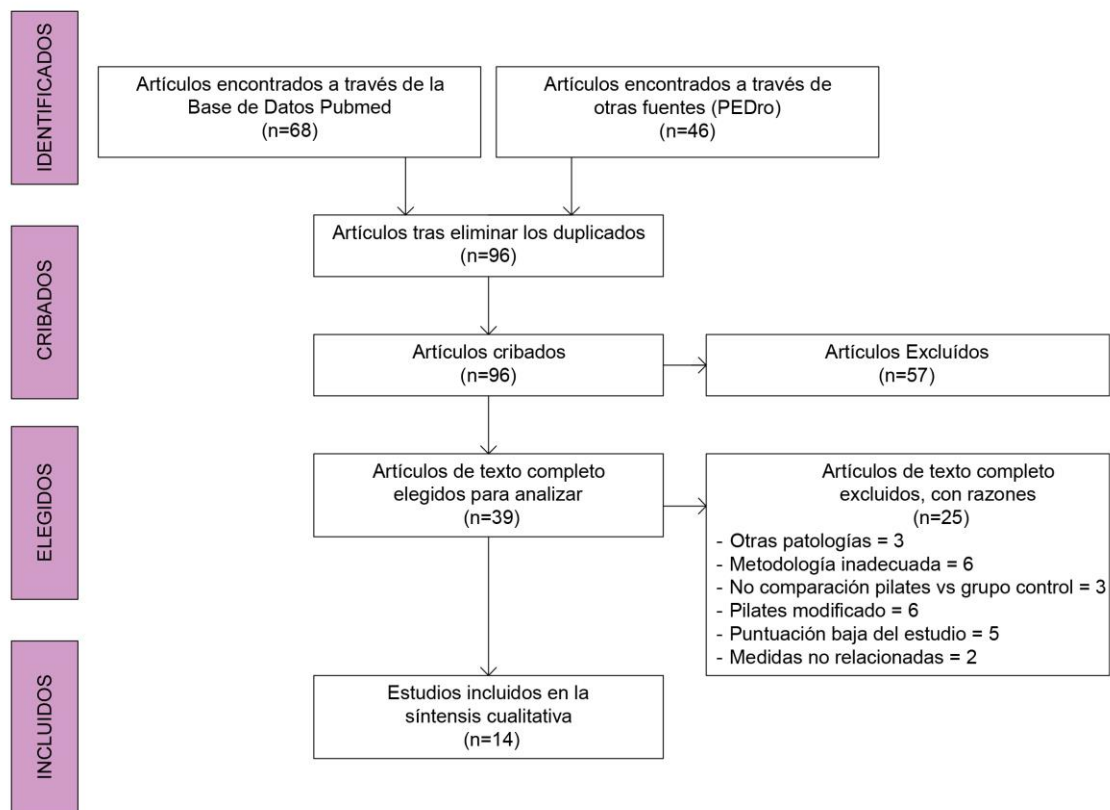 IDENTIFICADOS
Artículos encontrados a través de la
Base de Datos Pubmed
(n=68)
Artículos encontrados a través de
otras fuentes (PEDro)
(n=46)
CRIBADOS
Artículos tras eliminar los duplicados
(n=96)
Artículos cribados
(n=96)
Artículos Excluídos
(n=57)
ELEGIDOS
Artículos de texto completo
elegidos para analizar
(n=39)
Artículos de texto completo
excluidos, con razones
(n=25)
- Otras patologías = 3
- Metodología inadecuada = 6
- No comparación pilates vs grupo control = 3
- Pilates modificado = 6
- Puntuación baja del estudio = 5
- Medidas no relacionadas = 2
INCLUIDOS
Estudios incluidos en la
síntensis cualitativa
(n=14)